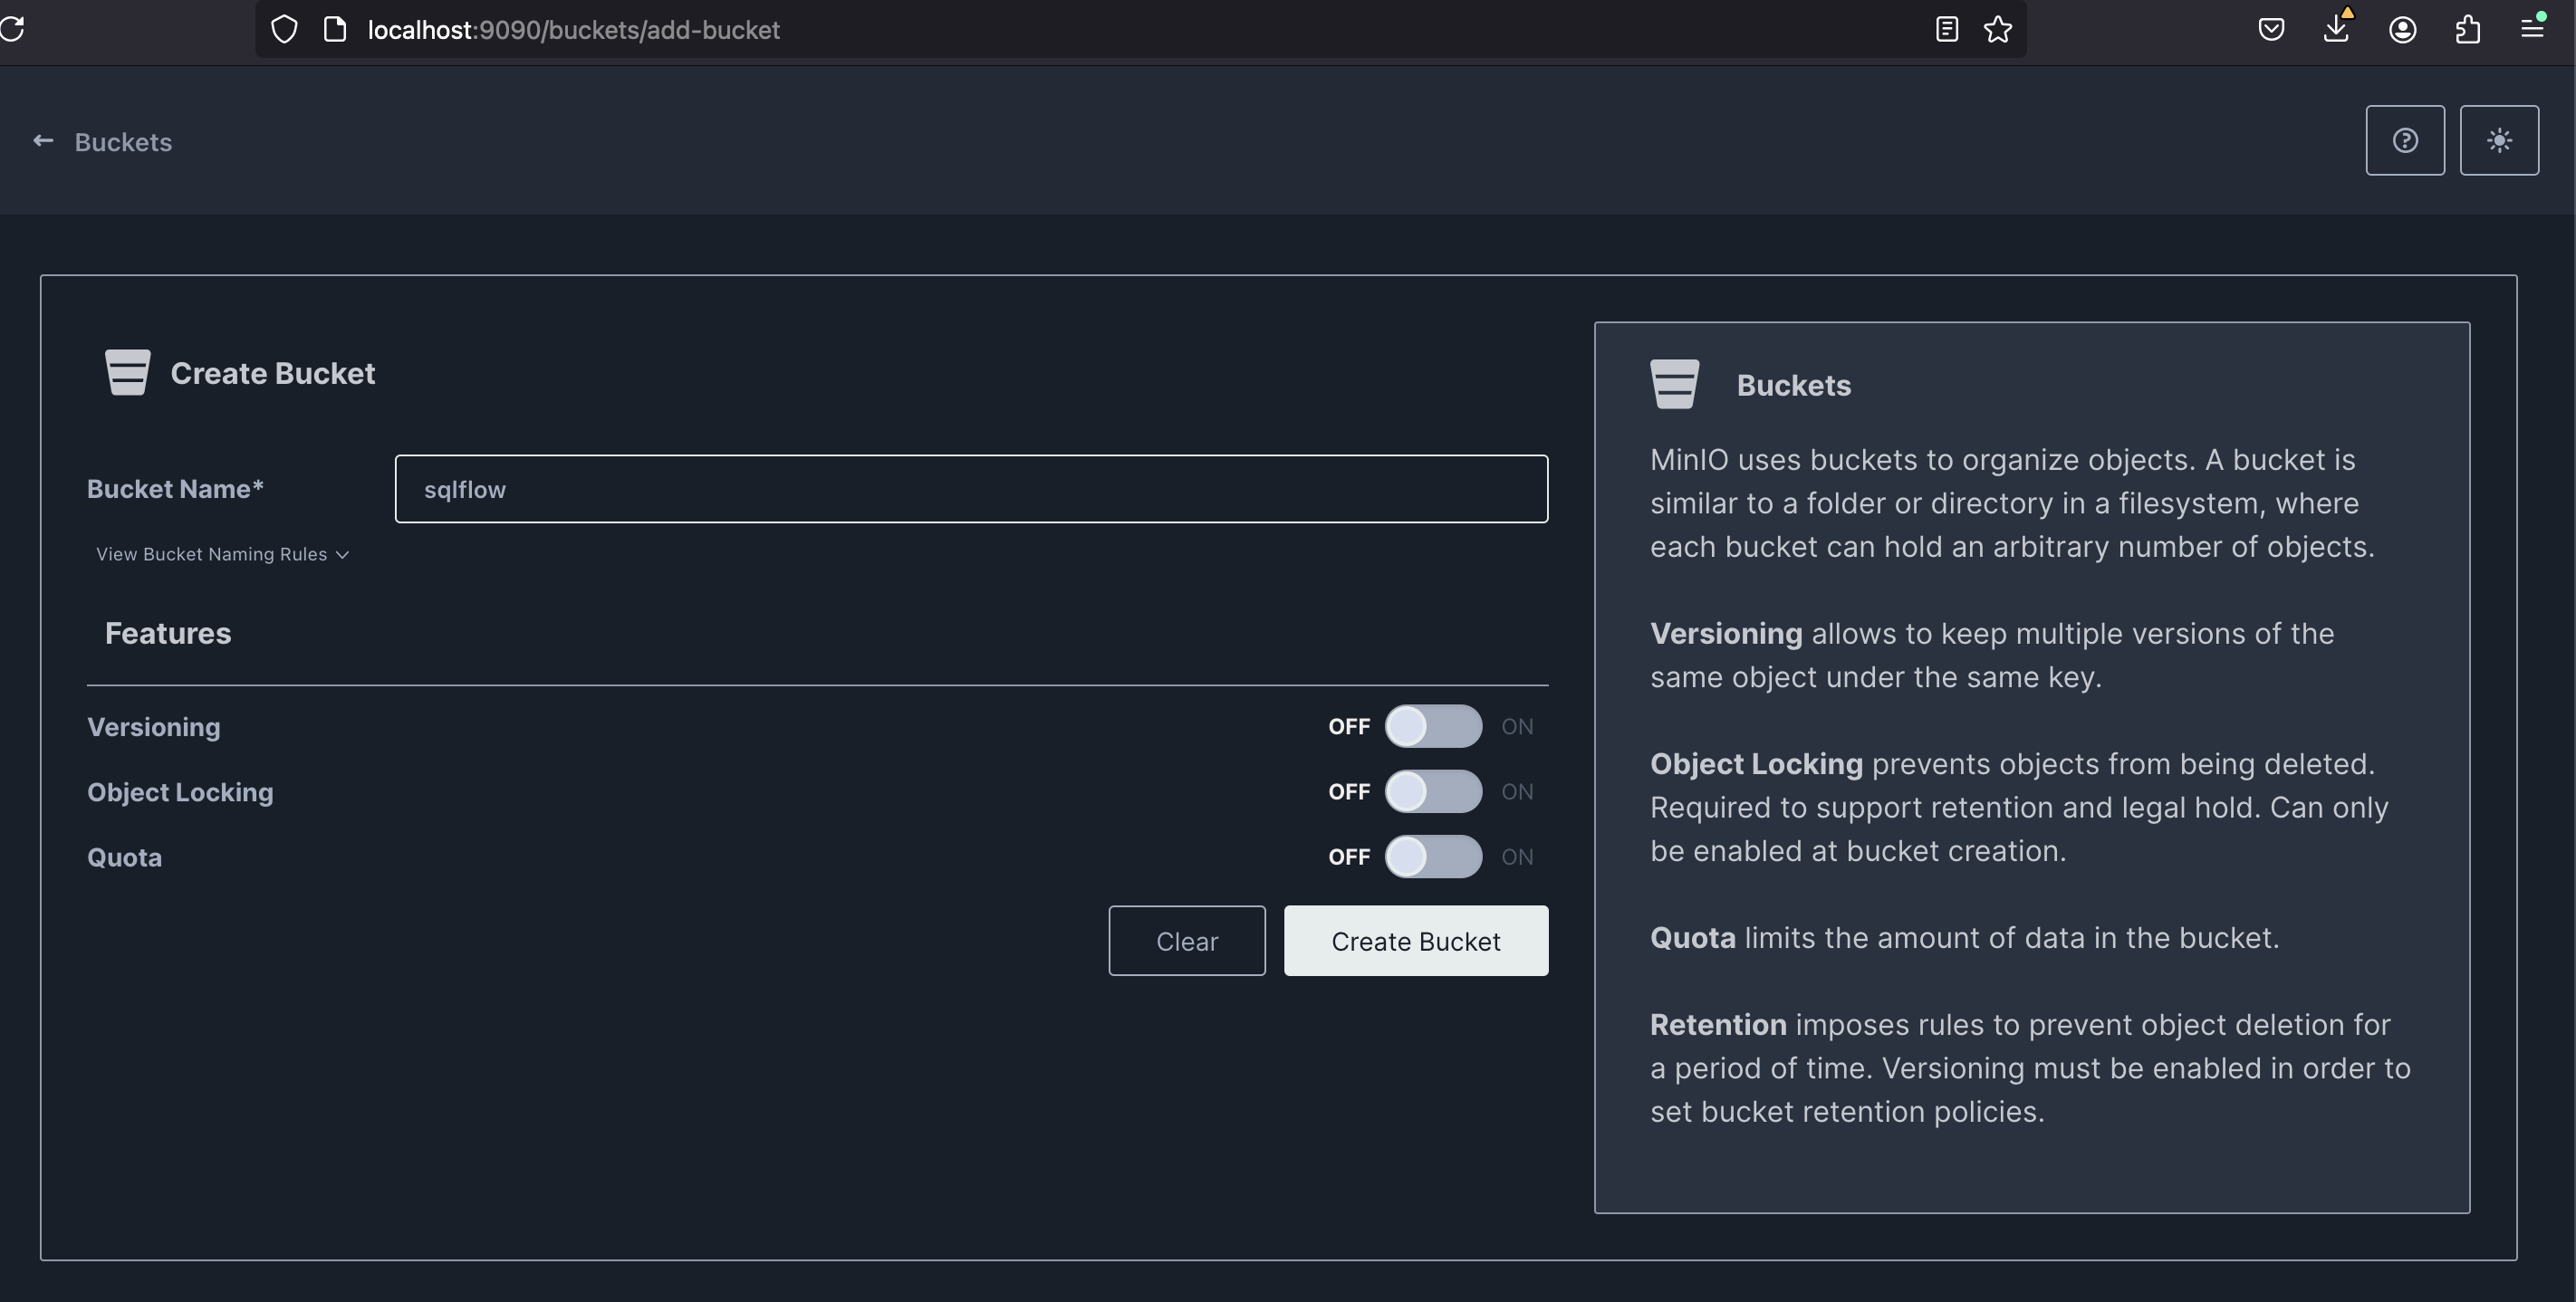 localhost:9090/buckets/add-bucket
Buckets
Create Bucket
Bucket Name*
sqlflow
View Bucket Naming Rules
Features
Versioning
OFF ON
Object Locking
OFF ON
Quota
OFF ON
Clear
Create Bucket
Buckets
MinIO uses buckets to organize objects. A bucket is
similar to a folder or directory in a filesystem, where
each bucket can hold an arbitrary number of objects.
Versioning allows to keep multiple versions of the
same object under the same key.
Object Locking prevents objects from being deleted.
Required to support retention and legal hold. Can only
be enabled at bucket creation.
Quota limits the amount of data in the bucket.
Retention imposes rules to prevent object deletion for
a period of time. Versioning must be enabled in order to
set bucket retention policies.